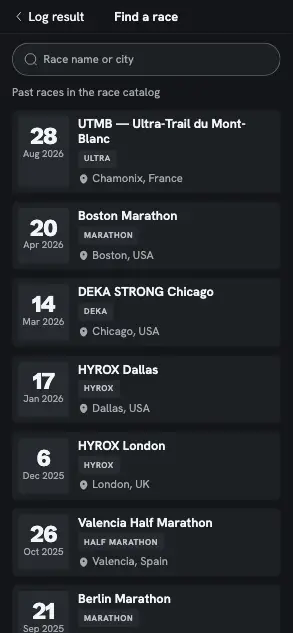 Log result
Find a race
Race name or city
Past races in the race catalog
28
Aug 2026
UTMB — Ultra-Trail du Mont-
Blanc
ULTRA
Chamonix, France
20
Apr 2026
Boston Marathon
MARATHON
Boston, USA
14
Mar 2026
DEKA STRONG Chicago
DEKA
Chicago, USA
17
Jan 2026
HYROX Dallas
HYROX
Dallas, USA
6
Dec 2025
HYROX London
HYROX
London, UK
26
Oct 2025
Valencia Half Marathon
HALF MARATHON
Valencia, Spain
21
Sep 2025
Berlin Marathon
MARATHON